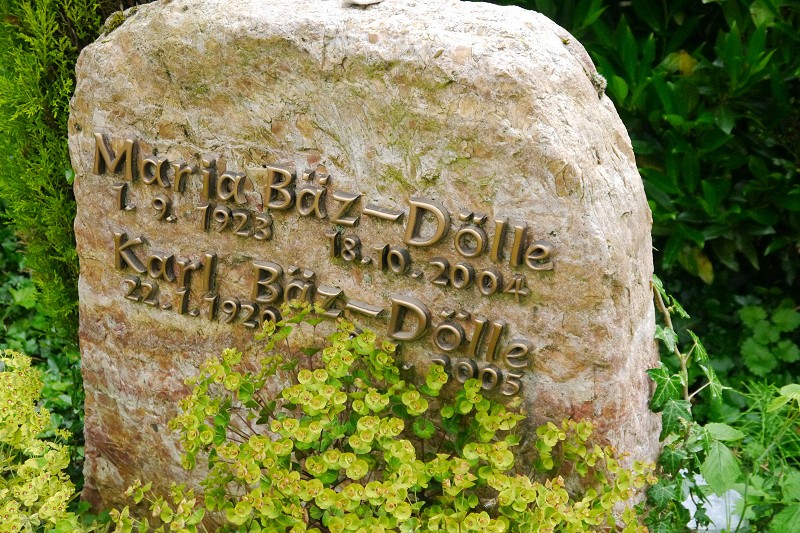 Maria Bäz-Dölle
1. 9. 1923 18.10.2004
Karl Bäz-Dölle
22.1.1920 2005